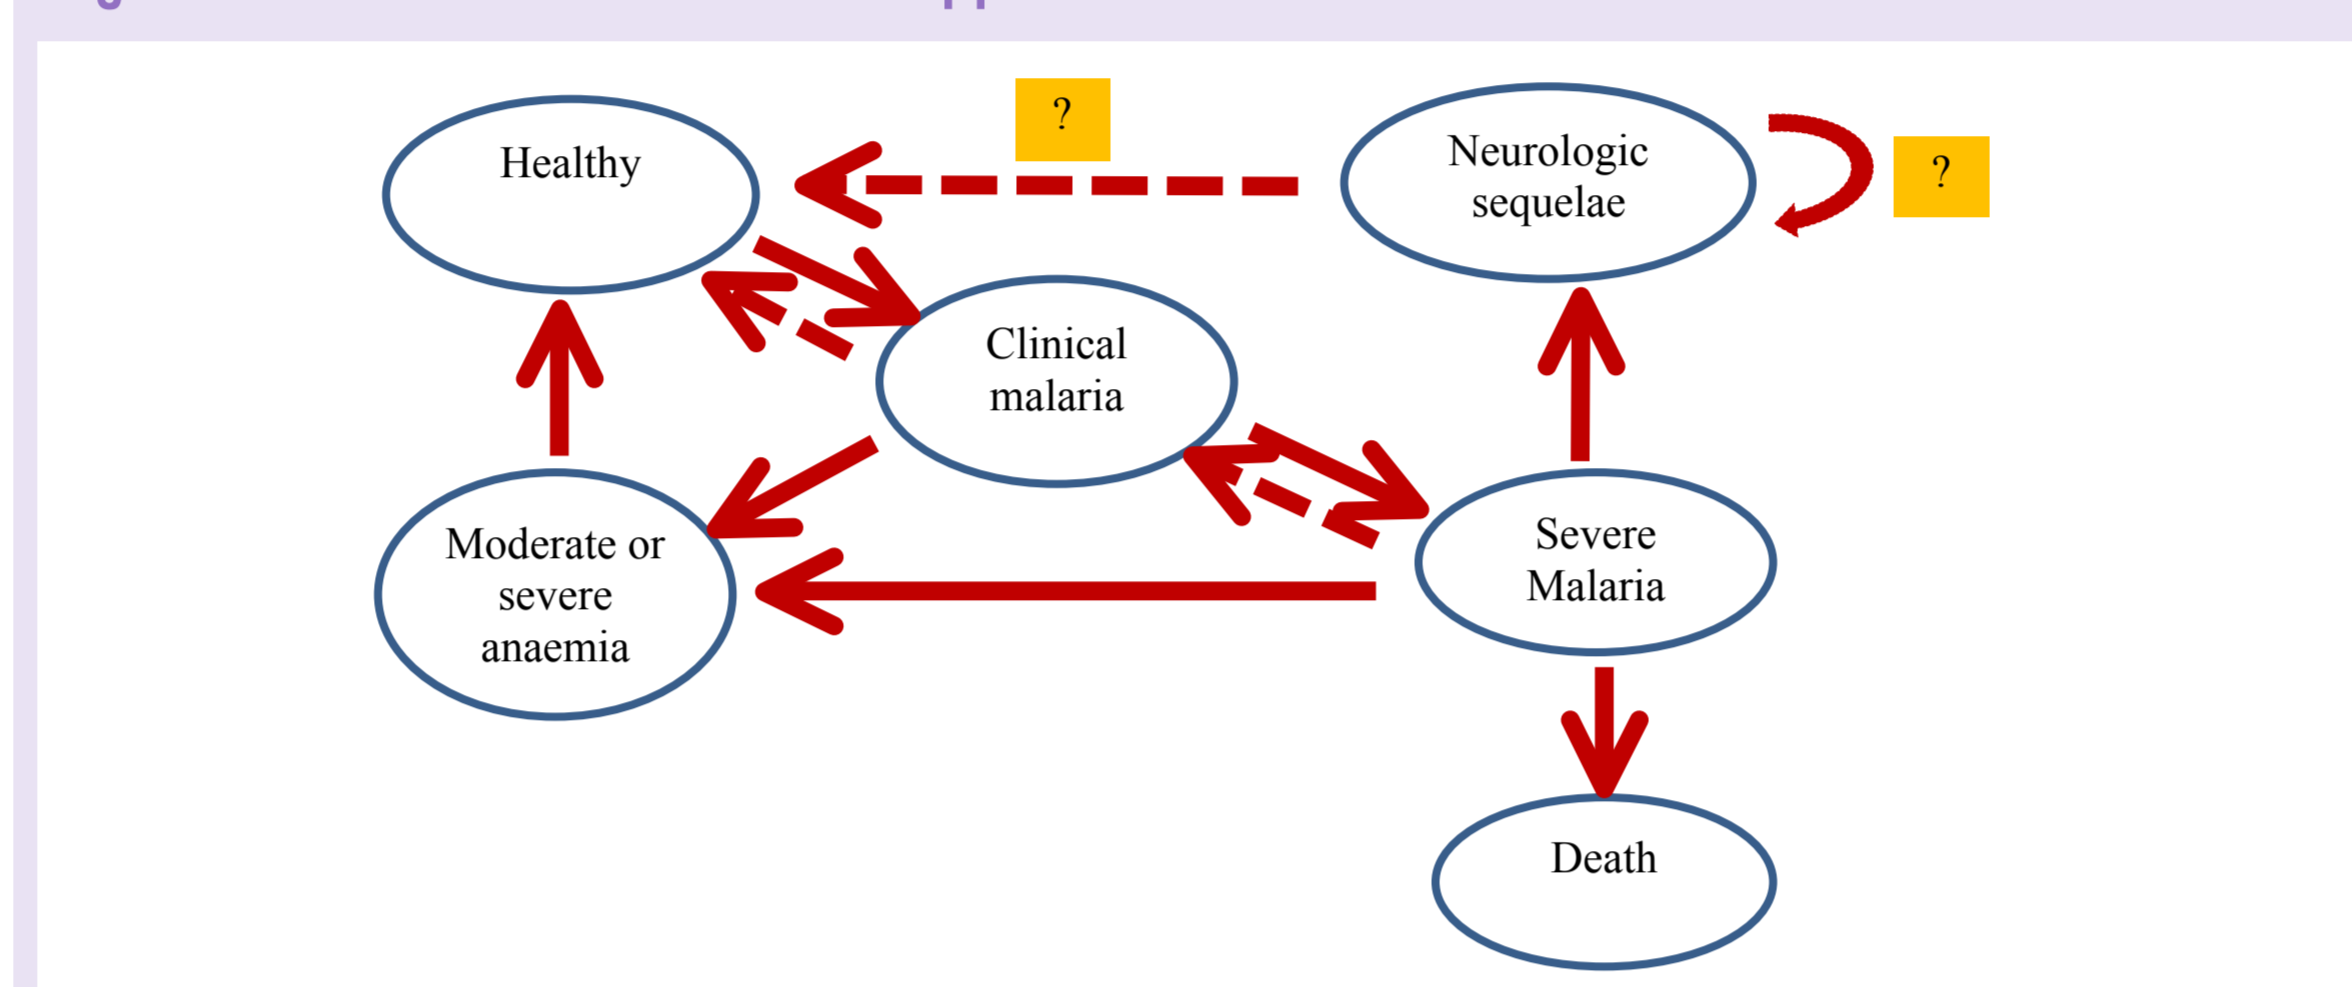 Healthy
?
Neurologic
sequelae
?
Clinical
malaria
Moderate or
severe
anaemia
Severe
Malaria
Death